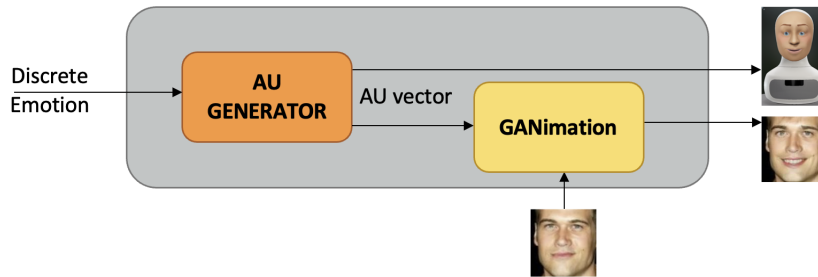 Discrete
Emotion
AU
GENERATOR
AU vector
GANimation